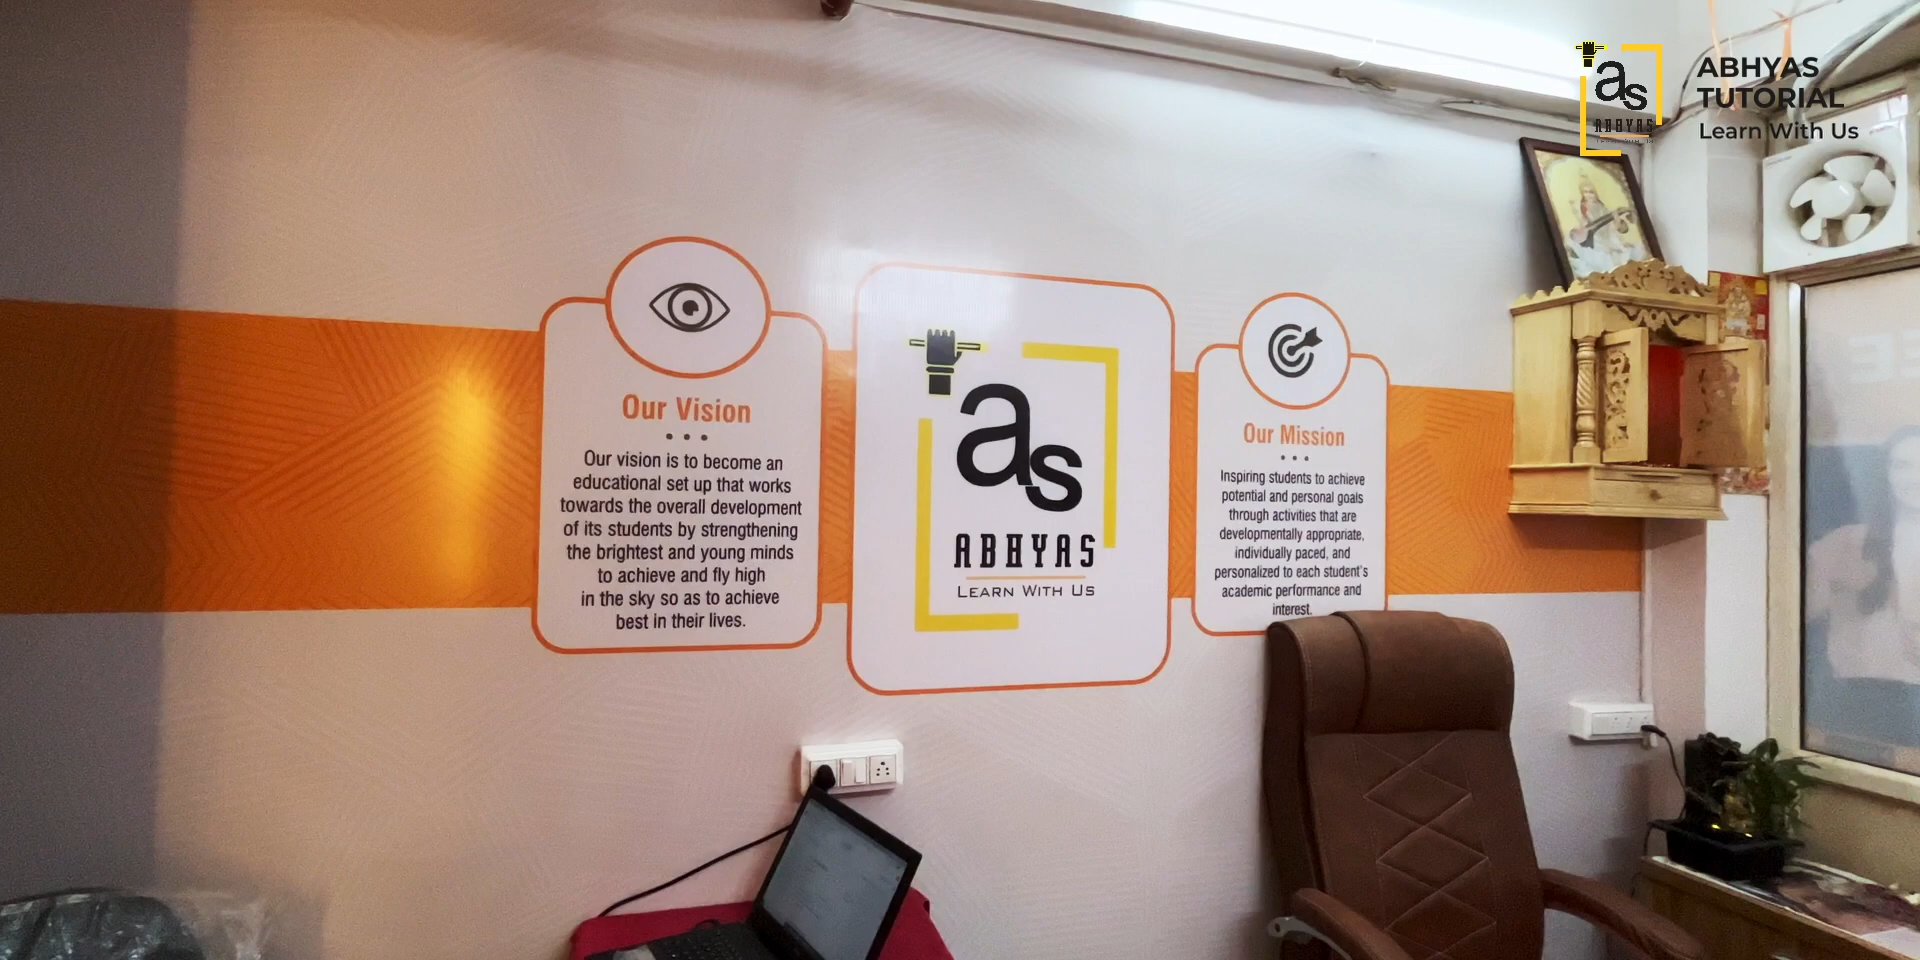 ABHYAS
TUTORIAL
Learn With Us
as
ABHYAS
Our Vision
Our vision is to become an
educational set up that works
towards the overall development
of its students by strengthening
the brightest and young minds
to achieve and fly high
in the sky so as to achieve
best in their lives.
as
ABHYAS
LEARN WITH US
Our Mission
Inspiring students to achieve
potential and personal goals
through activities that are
developmentally appropriate,
individually paced, and
personalized to each student's
academic performance and
interest.